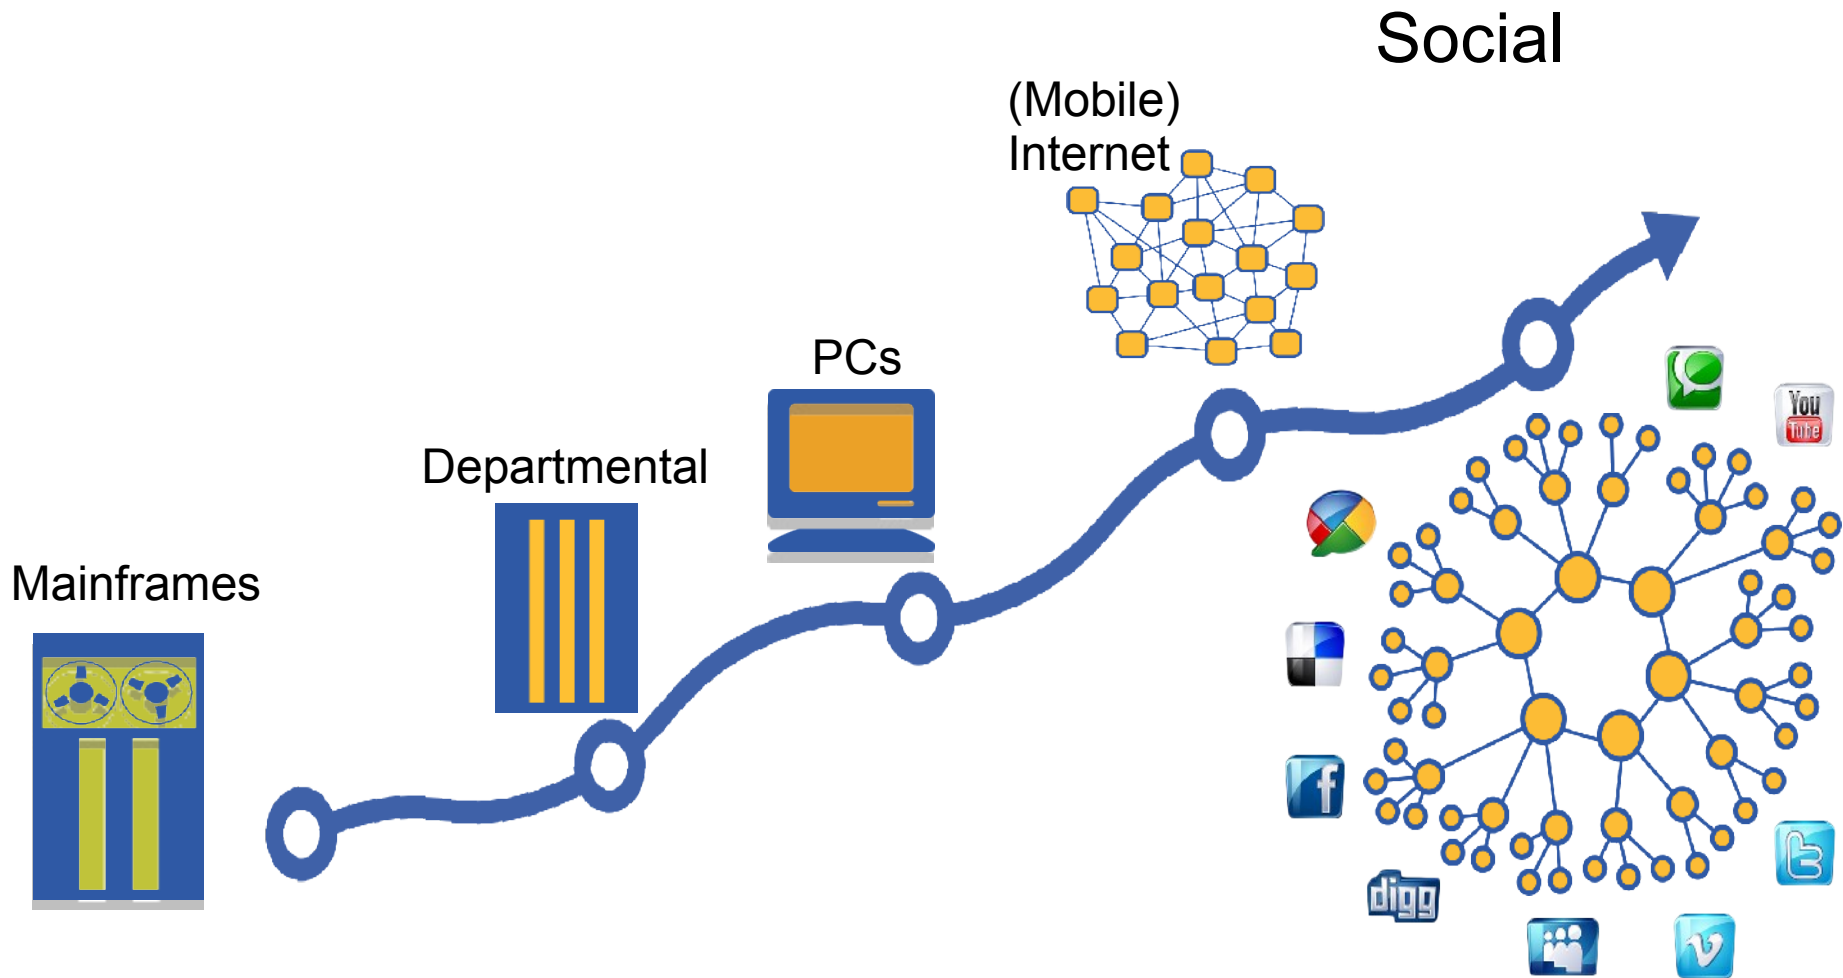 Social
(Mobile)
Internet
PCs
Departmental
Mainframes
You
Tube
f
t
digg
v